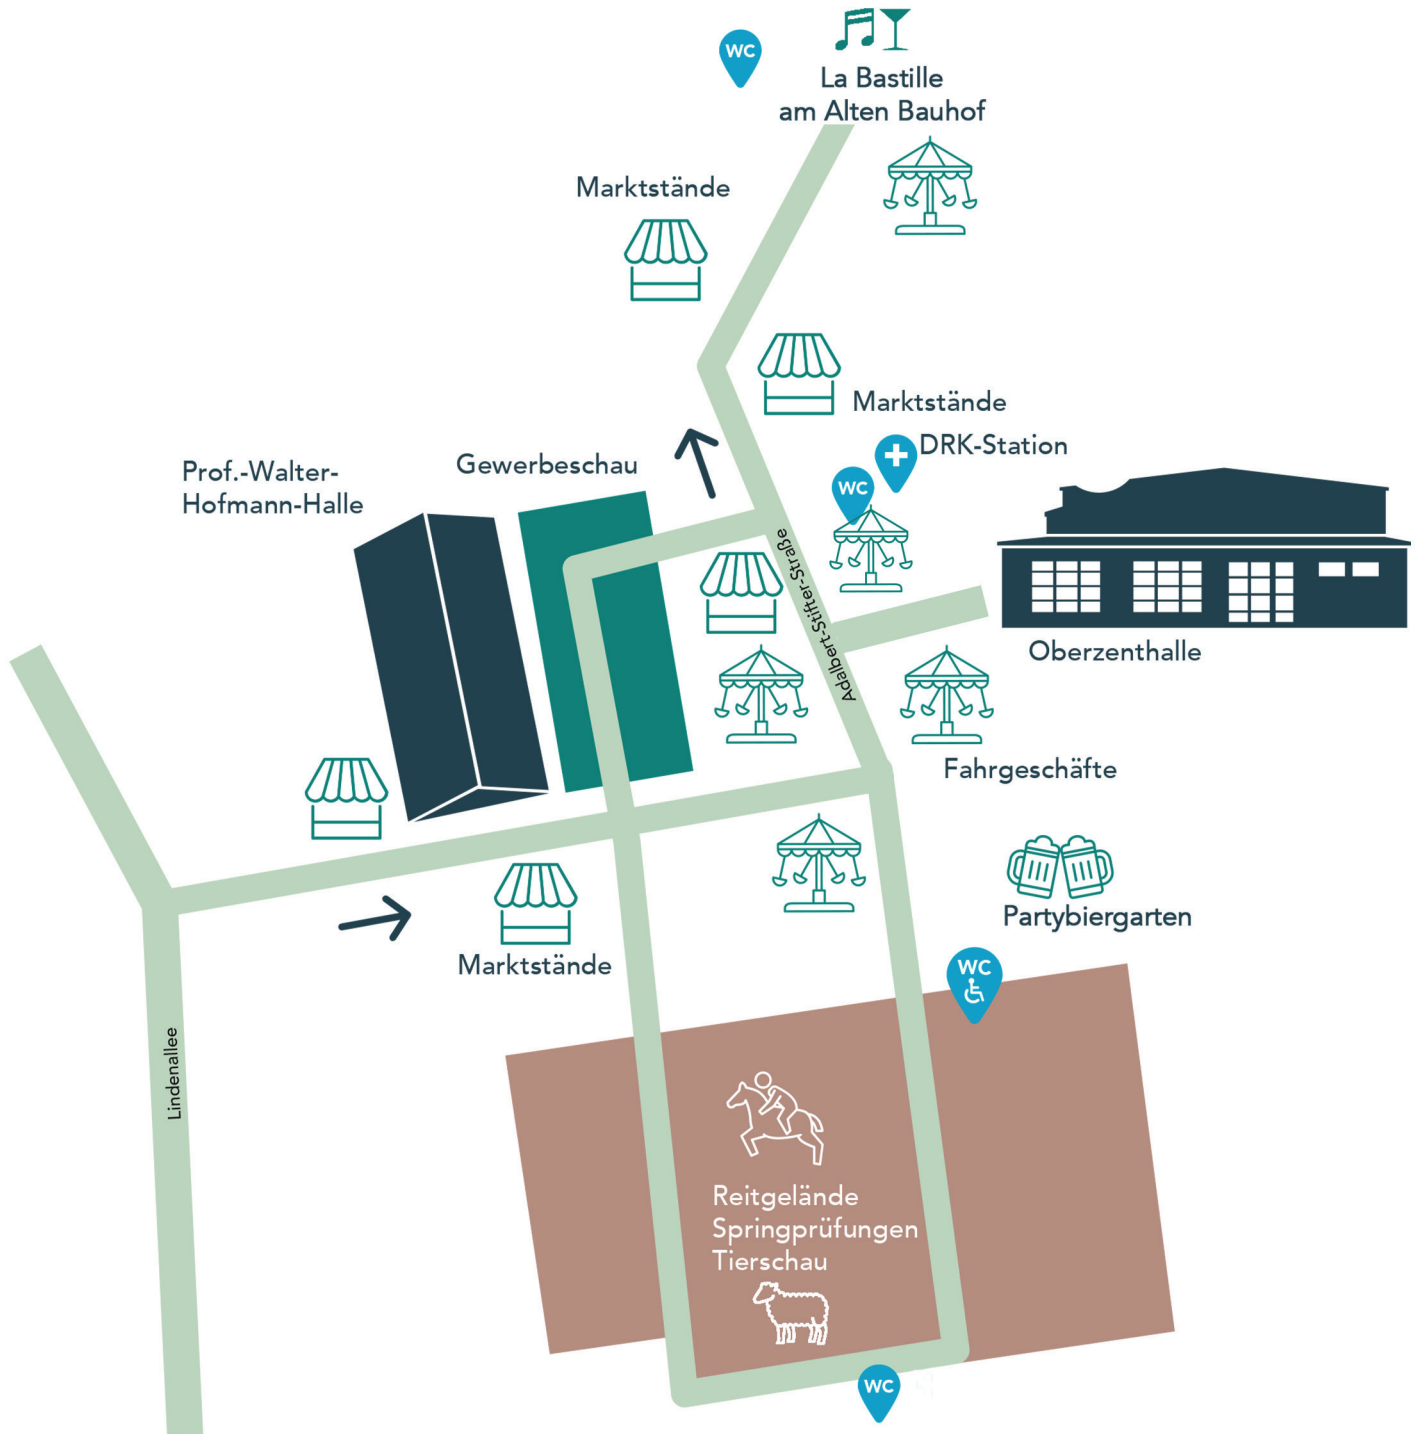 WC
La Bastille
am Alten Bauhof
Marktstände
Marktstände
DRK-Station
Gewerbeschau
Prof.-Walter-
Hofmann-Halle
WC
Adalbert-Stifter-Straße
Oberzenthalle
Fahrgeschäfte
Partybiergarten
Marktstände
WC
Lindenallee
Reitgelände
Springprüfungen
Tierschau
WC